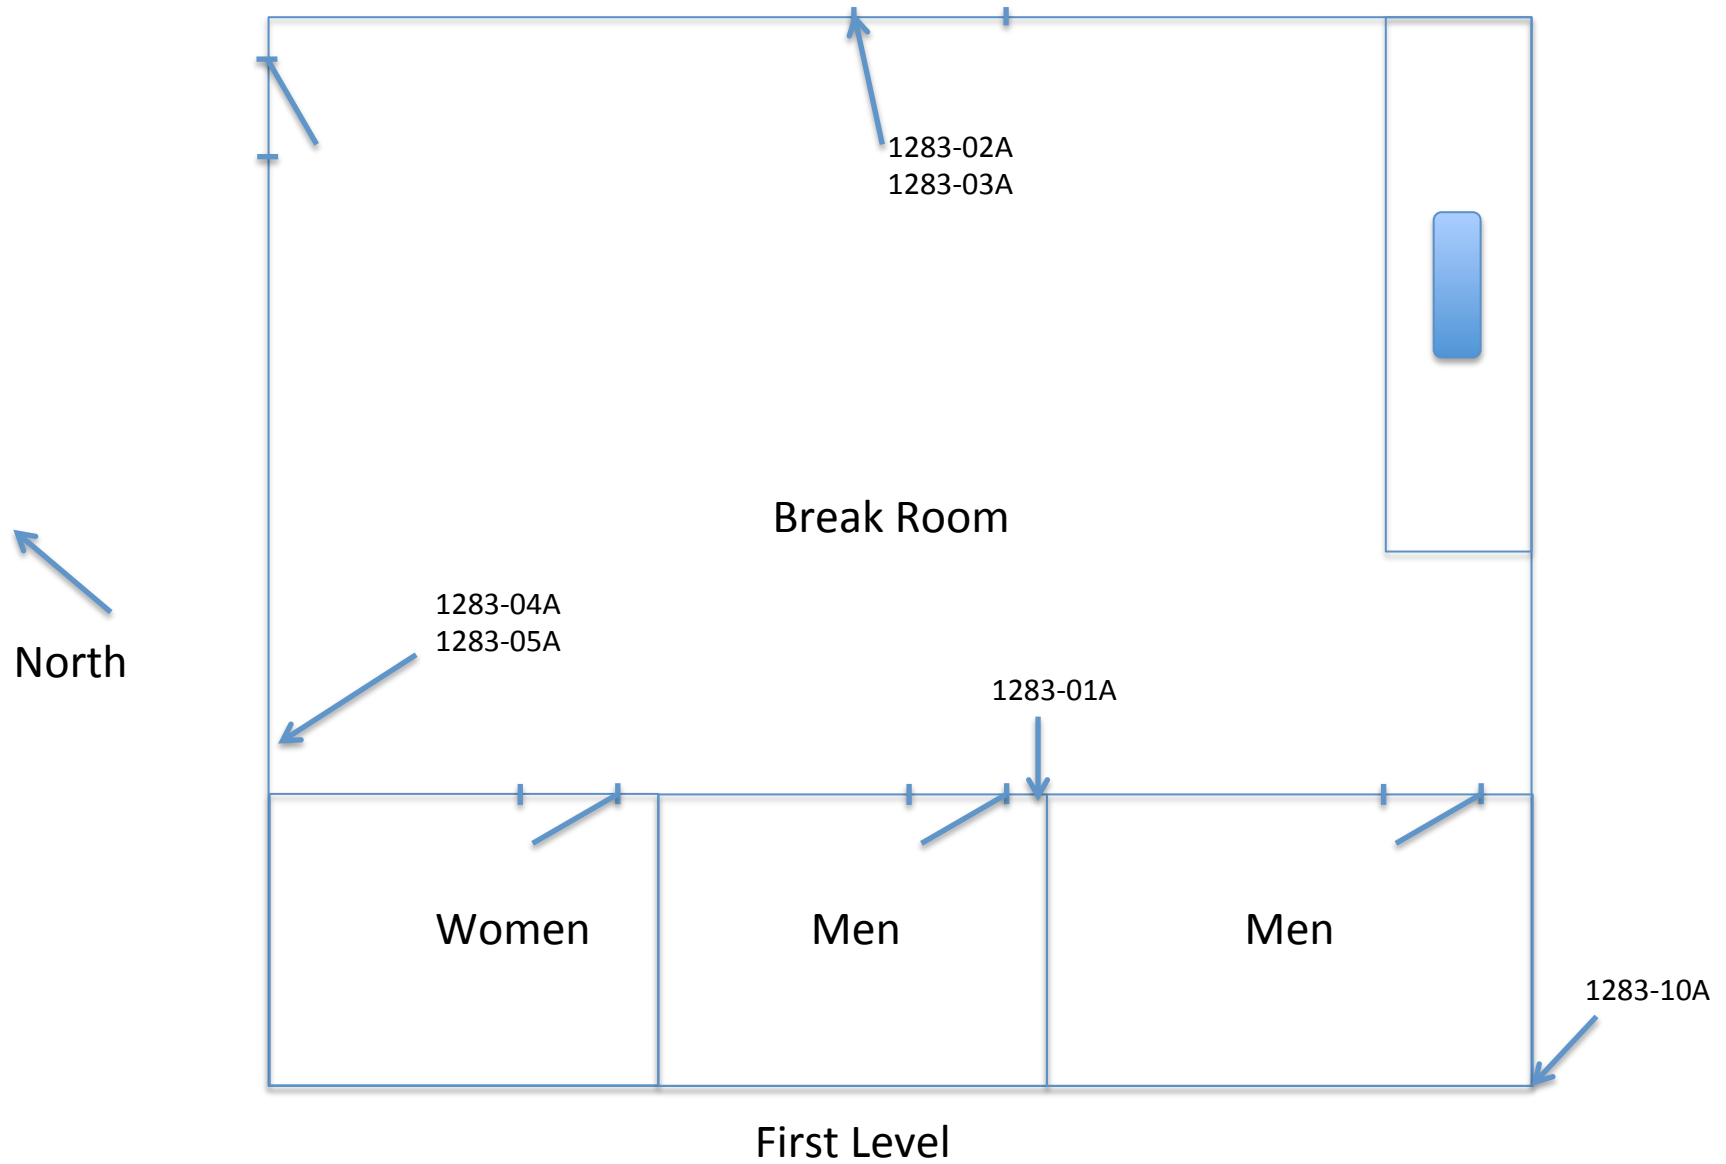 1283-02A
1283-03A
Break Room
1283-04A
1283-05A
North
1283-01A
Women
Men
Men
1283-10A
First Level